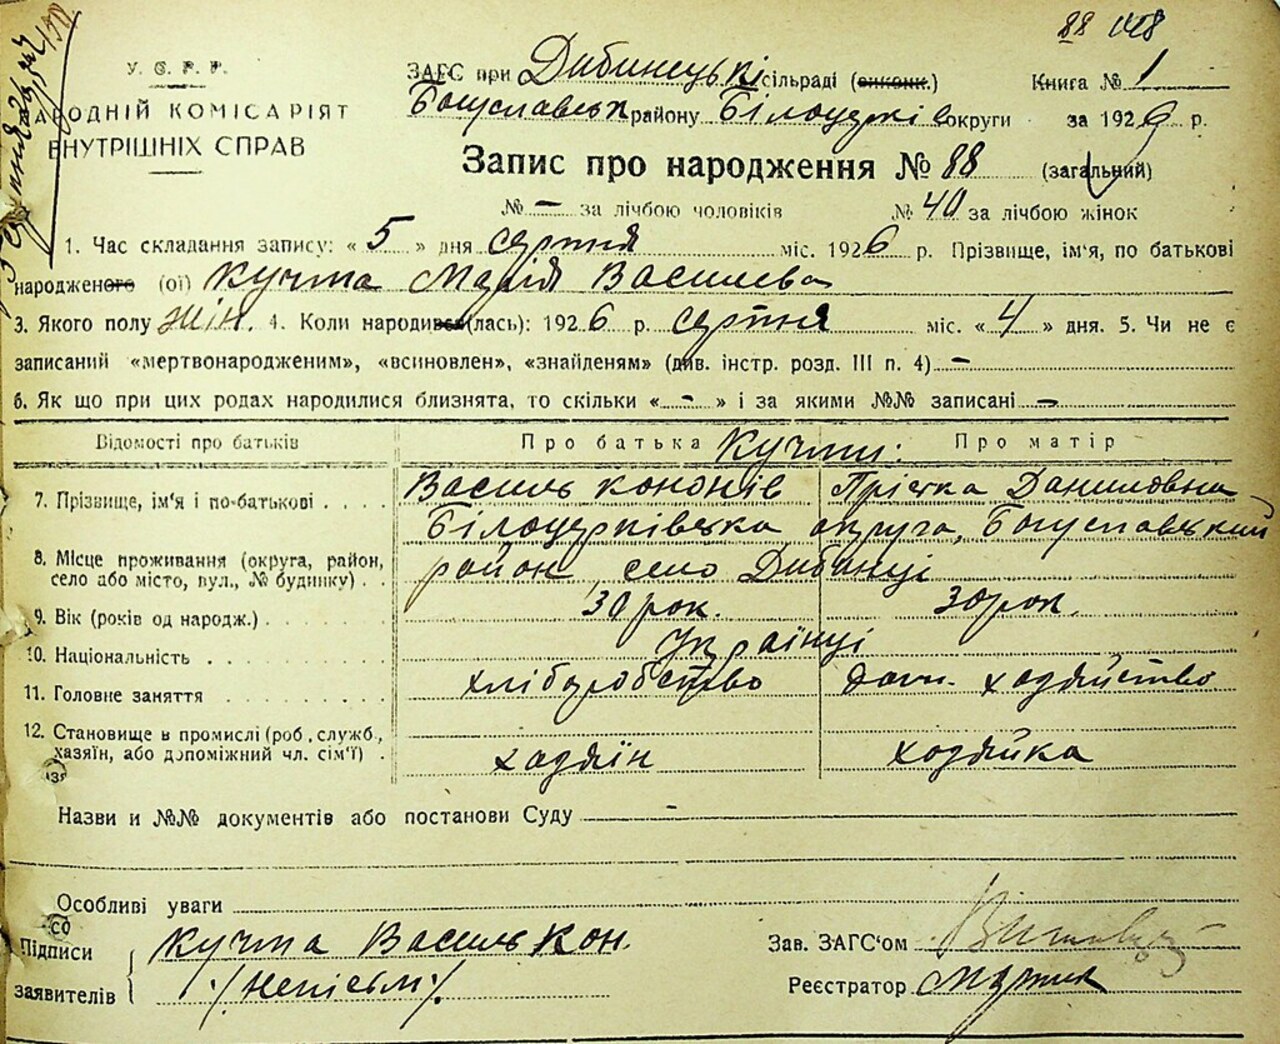 88 148
У. С. Р. Р.
НАРОДНІЙ КОМІСАРІЯТ
ВНУТРІШНІХ СПРАВ
ЗАГС при Дибинецькі сільраді (виконк.) Книга № 1
Богуславськ району Білоцерків округи за 1926 р.
Запис про народження № 88 (загальний)
№ - за лічбою чоловіків № 40 за лічбою жінок
1. Час складання запису: «5» дня серпня міс. 1926 р. Прізвище, ім'я, по батькові
народженого (ої) Кучма Марія Василева
3. Якого полу жін. 4. Коли народився (лась): 1926 р. серпня міс. «4» дня. 5. Чи не є
записаний «мертвонародженим», «всиновлен», «знайденям» (див. інстр. розд. III п. 4) -
6. Як що при цих родах народилися близнята, то скільки « - » і за якими №№ записані -
Відомості про батьків Про батька Кучми: Про матір
7. Прізвище, ім'я і по-батькові Василь Кононів Пріська Даниловна
8. Місце проживання (округа, район, село або місто, вул., № будинку) Білоцерківська округа, Богуславський
район, село Дибинці
9. Вік (років од народж.) 30 рок. 30 рок.
10. Національність Українці
11. Головне заняття хліборобство дом. хозяйство
12. Становище в промислі (роб., служб.,
хазяїн, або допоміжний чл. сім'ї) хазяїн хозяйка
Назви и №№ документів або постанови Суду -
Особливі уваги
Підписи Кучма Василь Кон. Зав. ЗАГС'ом
заявителів /Неписьм/. Реєстратор